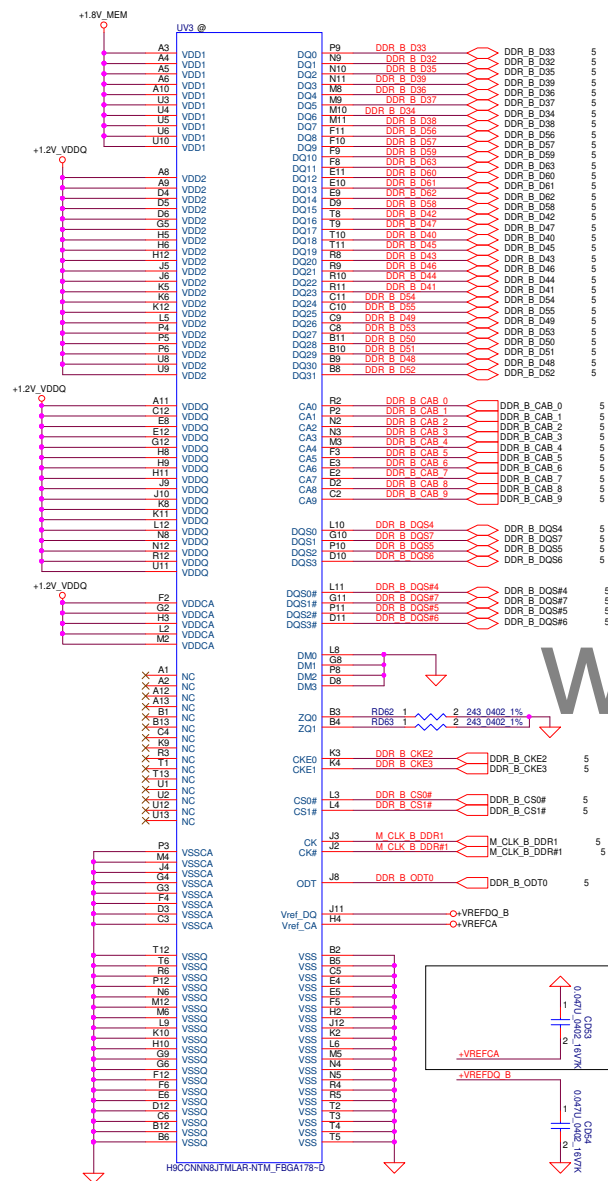 +1.8V_MEM
UV3 @
A3 VDD1
A4 VDD1
A5 VDD1
A6 VDD1
A10 VDD1
U3 VDD1
U4 VDD1
U5 VDD1
U6 VDD1
U10 VDD1
+1.2V_VDDQ
A8 VDD2
A9 VDD2
D4 VDD2
D5 VDD2
D6 VDD2
G5 VDD2
H5 VDD2
H6 VDD2
H12 VDD2
J5 VDD2
J6 VDD2
K5 VDD2
K6 VDD2
K12 VDD2
L5 VDD2
P4 VDD2
P5 VDD2
P6 VDD2
U8 VDD2
U9 VDD2
+1.2V_VDDQ
A11 VDDQ
C12 VDDQ
E8 VDDQ
E12 VDDQ
G12 VDDQ
H8 VDDQ
H9 VDDQ
H11 VDDQ
J9 VDDQ
J10 VDDQ
K8 VDDQ
K11 VDDQ
L12 VDDQ
N8 VDDQ
N12 VDDQ
R12 VDDQ
U11 VDDQ
+1.2V_VDDQ
F2 VDDCA
G2 VDDCA
H3 VDDCA
L2 VDDCA
M2 VDDCA
A1 NC
A2 NC
A12 NC
A13 NC
B1 NC
B13 NC
C4 NC
K9 NC
R3 NC
T1 NC
T13 NC
U1 NC
U2 NC
U12 NC
U13 NC
P3 VSSCA
M4 VSSCA
J4 VSSCA
G4 VSSCA
G3 VSSCA
F4 VSSCA
D3 VSSCA
C3 VSSCA
T12 VSSQ
T6 VSSQ
R6 VSSQ
P12 VSSQ
N6 VSSQ
M12 VSSQ
M6 VSSQ
L9 VSSQ
K10 VSSQ
H10 VSSQ
G9 VSSQ
G6 VSSQ
F12 VSSQ
F6 VSSQ
E6 VSSQ
D12 VSSQ
C6 VSSQ
B12 VSSQ
B6 VSSQ
DQ0 P9 DDR_B_D33 DDR_B_D33 5
DQ1 N9 DDR_B_D32 DDR_B_D32 5
DQ2 N10 DDR_B_D35 DDR_B_D35 5
DQ3 N11 DDR_B_D39 DDR_B_D39 5
DQ4 M8 DDR_B_D36 DDR_B_D36 5
DQ5 M9 DDR_B_D37 DDR_B_D37 5
DQ6 M10 DDR_B_D34 DDR_B_D34 5
DQ7 M11 DDR_B_D38 DDR_B_D38 5
DQ8 F11 DDR_B_D56 DDR_B_D56 5
DQ9 F10 DDR_B_D57 DDR_B_D57 5
DQ10 F9 DDR_B_D59 DDR_B_D59 5
DQ11 F8 DDR_B_D63 DDR_B_D63 5
DQ12 E11 DDR_B_D60 DDR_B_D60 5
DQ13 E10 DDR_B_D61 DDR_B_D61 5
DQ14 E9 DDR_B_D62 DDR_B_D62 5
DQ15 D9 DDR_B_D58 DDR_B_D58 5
DQ16 T8 DDR_B_D42 DDR_B_D42 5
DQ17 T9 DDR_B_D47 DDR_B_D47 5
DQ18 T10 DDR_B_D40 DDR_B_D40 5
DQ19 T11 DDR_B_D45 DDR_B_D45 5
DQ20 R8 DDR_B_D43 DDR_B_D43 5
DQ21 R9 DDR_B_D46 DDR_B_D46 5
DQ22 R10 DDR_B_D44 DDR_B_D44 5
DQ23 R11 DDR_B_D41 DDR_B_D41 5
DQ24 C11 DDR_B_D54 DDR_B_D54 5
DQ25 C10 DDR_B_D55 DDR_B_D55 5
DQ26 C9 DDR_B_D49 DDR_B_D49 5
DQ27 C8 DDR_B_D53 DDR_B_D53 5
DQ28 B11 DDR_B_D50 DDR_B_D50 5
DQ29 B10 DDR_B_D51 DDR_B_D51 5
DQ30 B9 DDR_B_D48 DDR_B_D48 5
DQ31 B8 DDR_B_D52 DDR_B_D52 5
CA0 R2 DDR_B_CAB_0 DDR_B_CAB_0 5
CA1 P2 DDR_B_CAB_1 DDR_B_CAB_1 5
CA2 N2 DDR_B_CAB_2 DDR_B_CAB_2 5
CA3 N3 DDR_B_CAB_3 DDR_B_CAB_3 5
CA4 M3 DDR_B_CAB_4 DDR_B_CAB_4 5
CA5 F3 DDR_B_CAB_5 DDR_B_CAB_5 5
CA6 E3 DDR_B_CAB_6 DDR_B_CAB_6 5
CA7 E2 DDR_B_CAB_7 DDR_B_CAB_7 5
CA8 D2 DDR_B_CAB_8 DDR_B_CAB_8 5
CA9 C2 DDR_B_CAB_9 DDR_B_CAB_9 5
DQS0 L10 DDR_B_DQS4 DDR_B_DQS4 5
DQS1 G10 DDR_B_DQS7 DDR_B_DQS7 5
DQS2 P10 DDR_B_DQS5 DDR_B_DQS5 5
DQS3 D10 DDR_B_DQS6 DDR_B_DQS6 5
DQS0# L11 DDR_B_DQS#4 DDR_B_DQS#4 5
DQS1# G11 DDR_B_DQS#7 DDR_B_DQS#7 5
DQS2# P11 DDR_B_DQS#5 DDR_B_DQS#5 5
DQS3# D11 DDR_B_DQS#6 DDR_B_DQS#6 5
DM0 L8
DM1 G8
DM2 P8
DM3 D8
W
ZQ0 B3 RD62 1 2 243_0402_1%
ZQ1 B4 RD63 1 2 243_0402_1%
CKE0 K3 DDR_B_CKE2 DDR_B_CKE2 5
CKE1 K4 DDR_B_CKE3 DDR_B_CKE3 5
CS0# L3 DDR_B_CS0# DDR_B_CS0# 5
CS1# L4 DDR_B_CS1# DDR_B_CS1# 5
CK J3 M_CLK_B_DDR1 M_CLK_B_DDR1 5
CK# J2 M_CLK_B_DDR#1 M_CLK_B_DDR#1 5
ODT J8 DDR_B_ODT0 DDR_B_ODT0 5
Vref_DQ J11 +VREFDQ_B
Vref_CA H4 +VREFCA
VSS B2
VSS B5
VSS C5
VSS E4
VSS E5
VSS F5
VSS H2
VSS J12
VSS K2
VSS L6
VSS M5
VSS N4
VSS N5
VSS R4
VSS R5
VSS T2
VSS T3
VSS T4
VSS T5
H9CCNNN8JTMLAR-NTM_FBGA178~D
1 2
CD53
0.047U_0402_16V7K
+VREFCA
+VREFDQ_B
1 2
CD54
0.047U_0402_16V7K